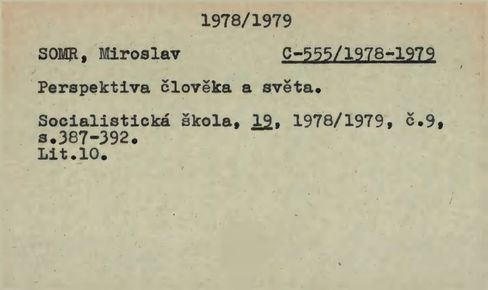 1978/1979
SOMR, Miroslav C-555/1978-1979
Perspektiva člověka a světa.
Socialistická škola, 19, 1978/1979, č.9,
s.387-392.
Lit.10.